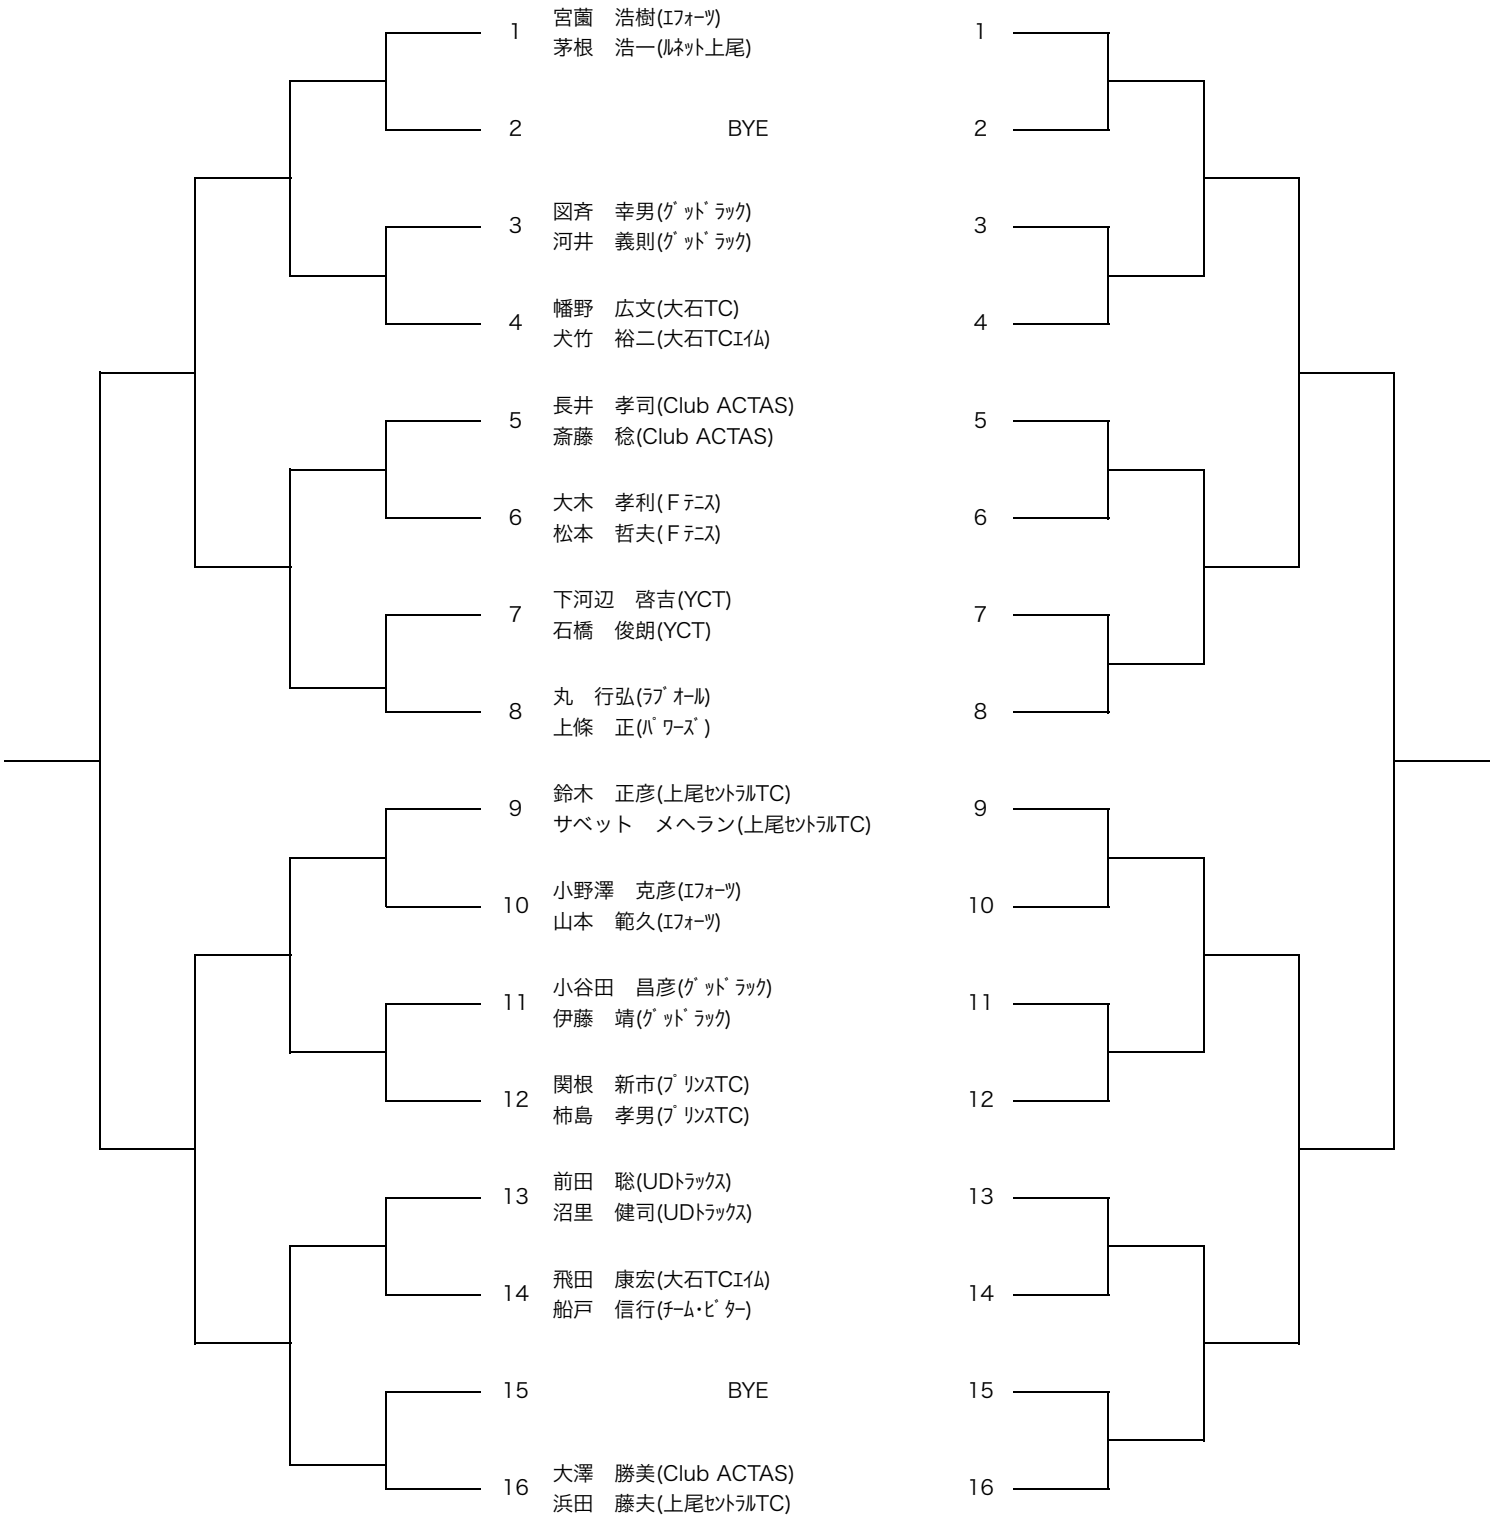 1 宮薗　浩樹(ｴﾌｫｰﾂ) 1
茅根　浩一(ﾙﾈｯﾄ上尾)
2 BYE 2
図斉　幸男(ｸﾞｯﾄﾞﾗｯｸ)
3 3
河井　義則(ｸﾞｯﾄﾞﾗｯｸ)
幡野　広文(大石TC)
4 4
犬竹　裕二(大石TCｴｲﾑ)
長井　孝司(Club ACTAS)
5 5
斎藤　稔(Club ACTAS)
大木　孝利(Ｆﾃﾆｽ)
6 6
松本　哲夫(Ｆﾃﾆｽ)
下河辺　啓吉(YCT)
7 7
石橋　俊朗(YCT)
丸　行弘(ﾗﾌﾞｵｰﾙ)
8 8
上條　正(ﾊﾟﾜｰｽﾞ)
鈴木　正彦(上尾ｾﾝﾄﾗﾙTC)
9 9
サベット　メヘラン(上尾ｾﾝﾄﾗﾙTC)
小野澤　克彦(ｴﾌｫｰﾂ)
10 10
山本　範久(ｴﾌｫｰﾂ)
小谷田　昌彦(ｸﾞｯﾄﾞﾗｯｸ)
11 11
伊藤　靖(ｸﾞｯﾄﾞﾗｯｸ)
関根　新市(ﾌﾟﾘﾝｽTC)
12 12
柿島　孝男(ﾌﾟﾘﾝｽTC)
前田　聡(UDﾄﾗｯｸｽ)
13 13
沼里　健司(UDﾄﾗｯｸｽ)
飛田　康宏(大石TCｴｲﾑ)
14 14
船戸　信行(ﾁｰﾑ･ﾋﾞﾀｰ)
15 BYE 15
大澤　勝美(Club ACTAS)
16 16
浜田　藤夫(上尾ｾﾝﾄﾗﾙTC)